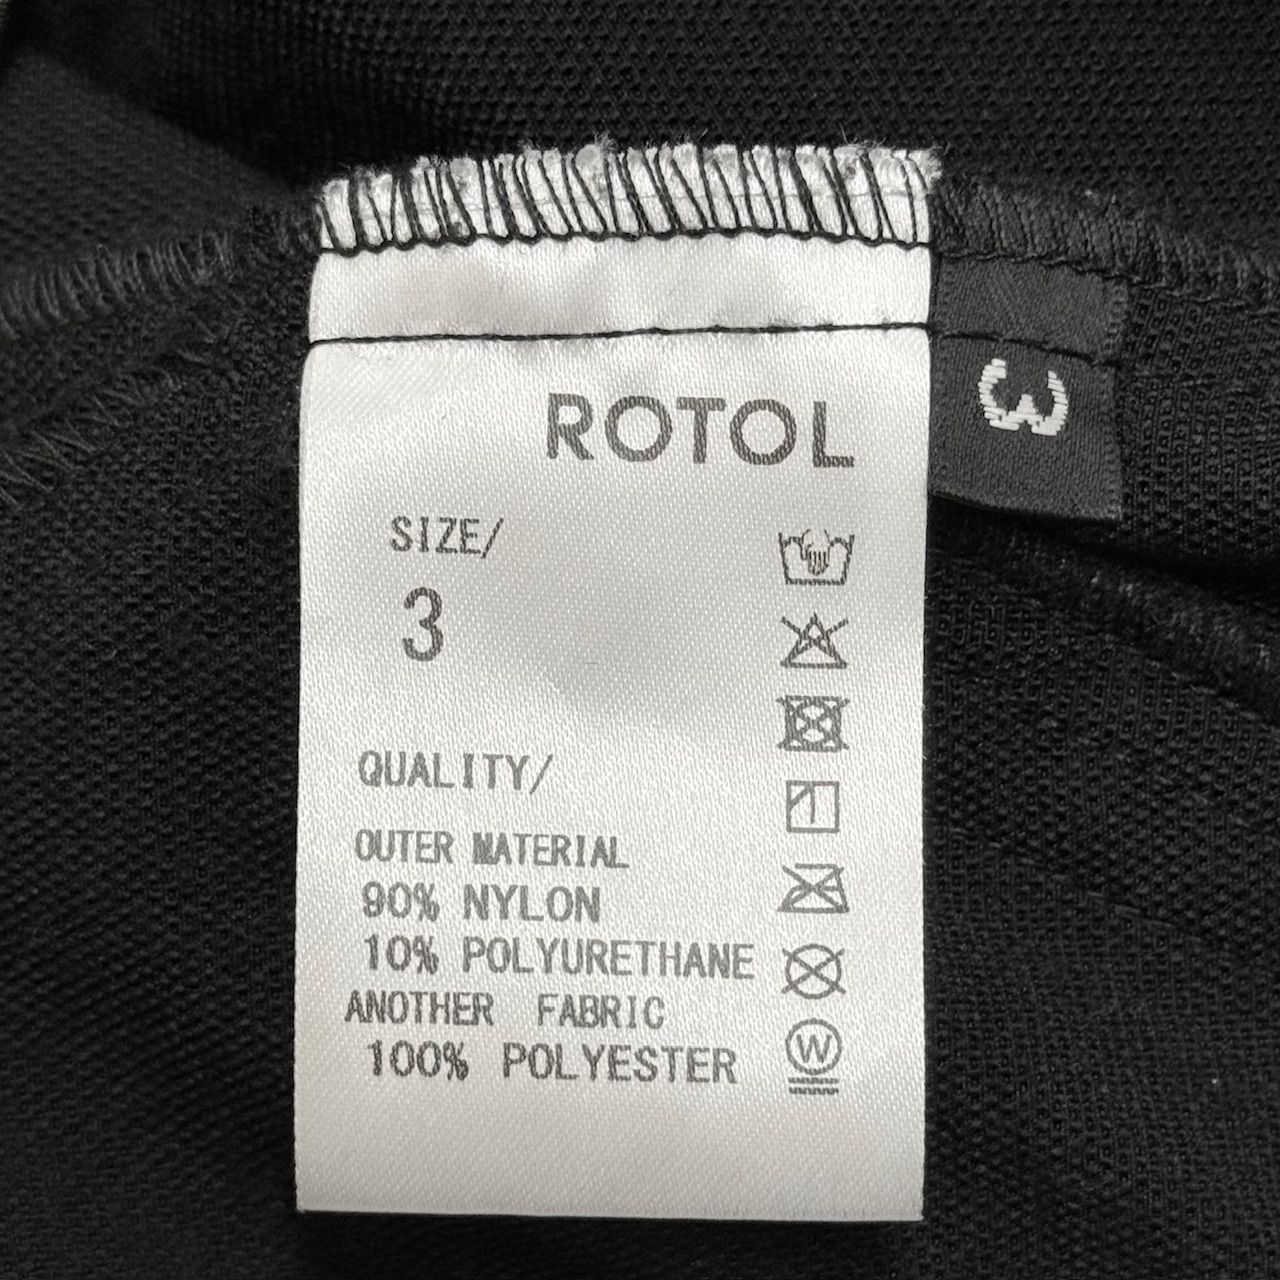 ROTOL
3
SIZE/
3
QUALITY/
OUTER MATERIAL
90% NYLON
10% POLYURETHANE
ANOTHER FABRIC
100% POLYESTER
W